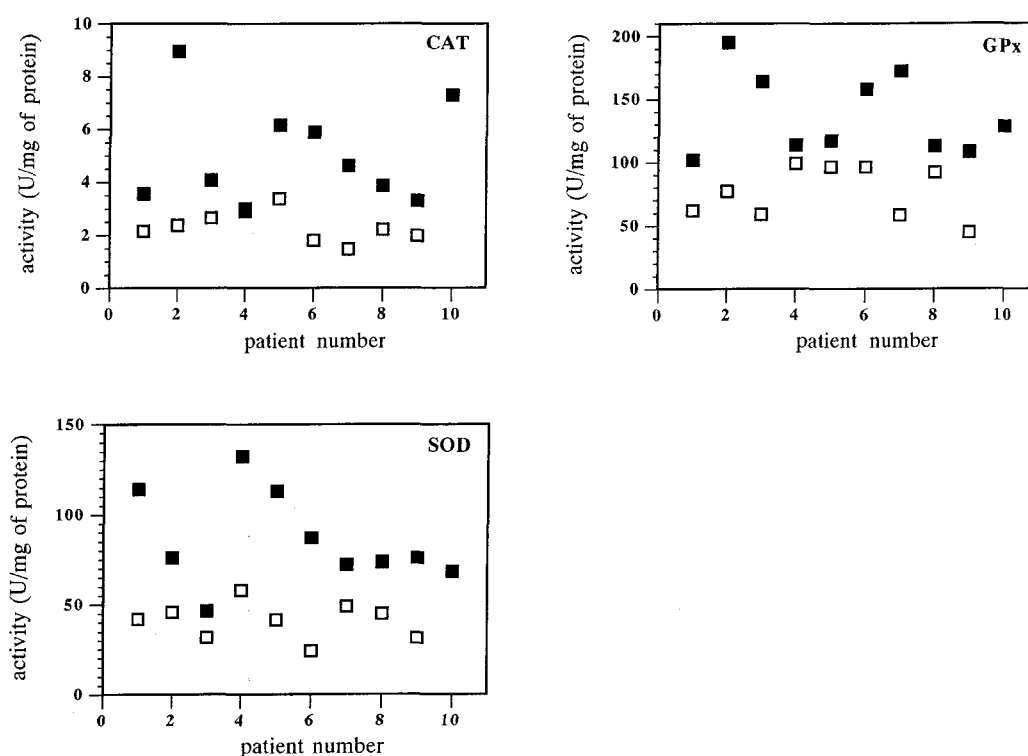 CAT
activity (U/mg of protein)
10
8
6
4
2
0
0 2 4 6 8 10
patient number
GPx
activity (U/mg of protein)
200
150
100
50
0
0 2 4 6 8 10
patient number
SOD
activity (U/mg of protein)
150
100
50
0
0 2 4 6 8 10
patient number